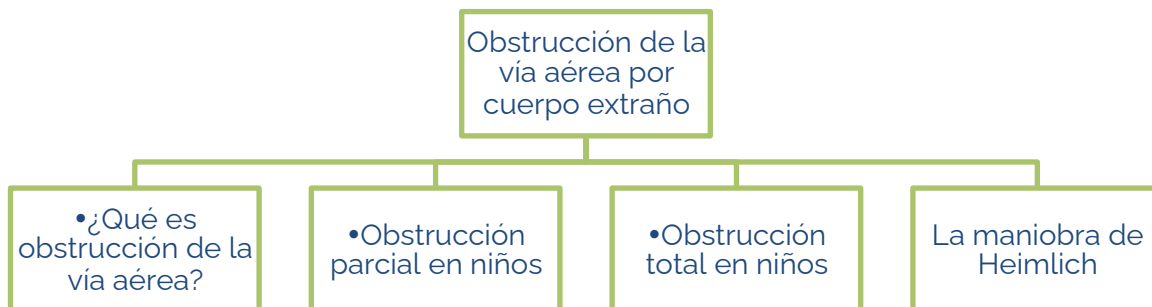 Obstrucción de la
vía aérea por
cuerpo extraño
•¿Qué es
obstrucción de la
vía aérea?
•Obstrucción
parcial en niños
•Obstrucción
total en niños
La maniobra de
Heimlich